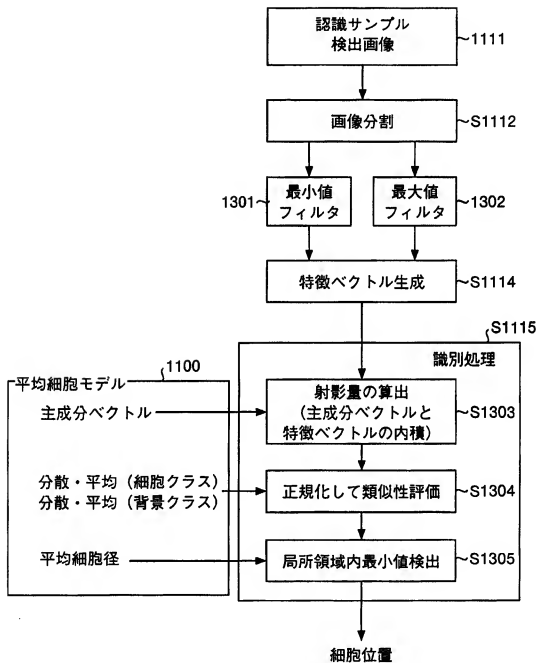 認識サンプル
検出画像
1111
画像分割
S1112
1301
最小値
フィルタ
最大値
フィルタ
1302
特徴ベクトル生成
S1114
S1115
識別処理
1100
平均細胞モデル
主成分ベクトル
射影量の算出
(主成分ベクトルと
特徴ベクトルの内積)
S1303
分散・平均(細胞クラス)
分散・平均(背景クラス)
正規化して類似性評価
S1304
平均細胞径
局所領域内最小値検出
S1305
細胞位置